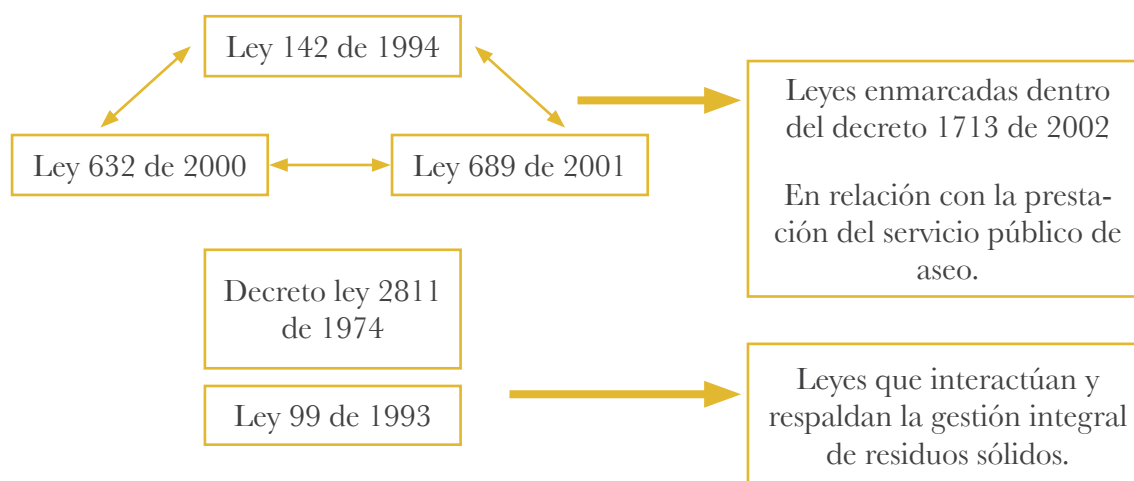 Ley 142 de 1994
Ley 632 de 2000
Ley 689 de 2001
Leyes enmarcadas dentro
del decreto 1713 de 2002
En relación con la presta-
ción del servicio público de
aseo.
Decreto ley 2811
de 1974
Ley 99 de 1993
Leyes que interactúan y
respaldan la gestión integral
de residuos sólidos.